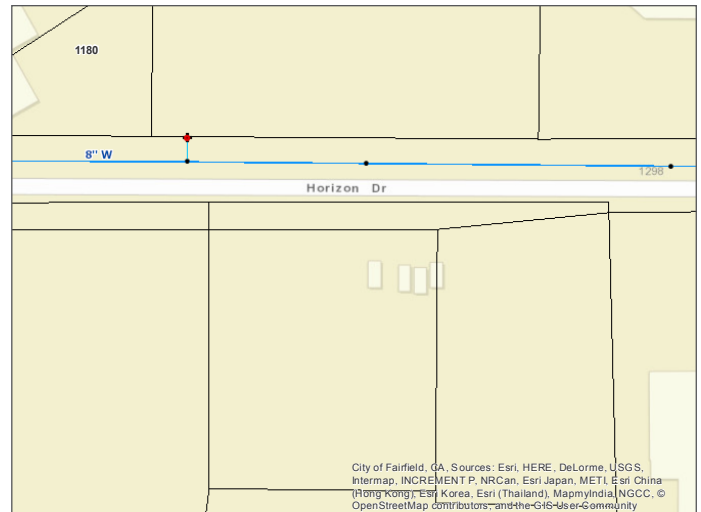 1180
8" W
1298
Horizon Dr
City of Fairfield, CA, Sources: Esri, HERE, DeLorme, USGS,
Intermap, INCREMENT P, NRCan, Esri Japan, METI, Esri China
(Hong Kong), Esri Korea, Esri (Thailand), MapmyIndia, NGCC, ©
OpenStreetMap contributors, and the GIS User Community